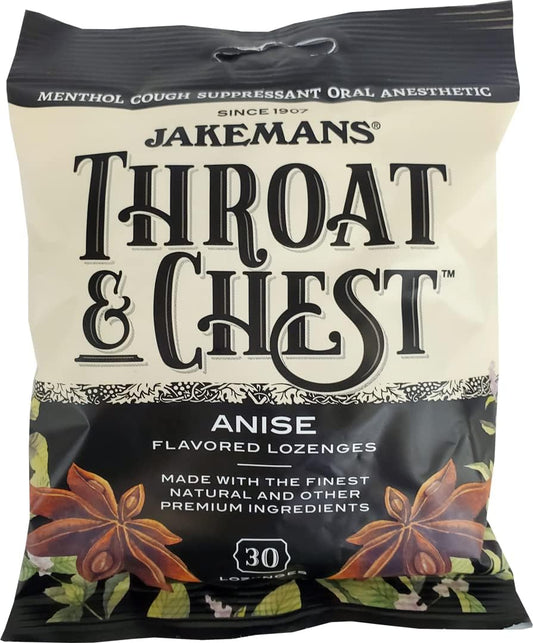 MENTHOL COUGH SUPPRESSANT ORAL ANESTHETIC
SINCE 1907
JAKEMANS®
THROAT
& CHEST™
ANISE
FLAVORED LOZENGES
MADE WITH THE FINEST
NATURAL AND OTHER
PREMIUM INGREDIENTS
30
LOZENGES